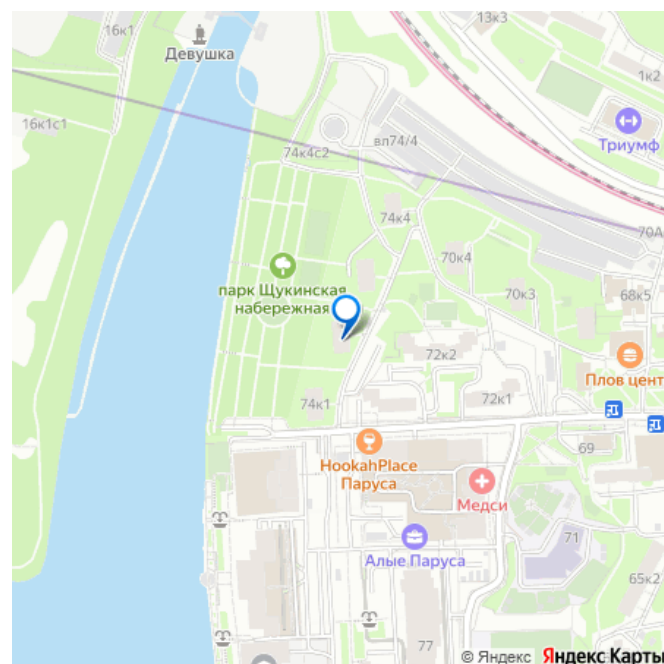 16к1
Девушка
13к3
1к2
16к1с1
Триумф
вл74/4
74к4с2
74к4
70А
70к4
парк Щукинская
набережная
70к3
68к5
72к2
Плов цент
74к1
72к1
69
HookahPlace
Паруса
Медси
71
Алые Паруса
65к2
77
© Яндекс Яндекс Карты